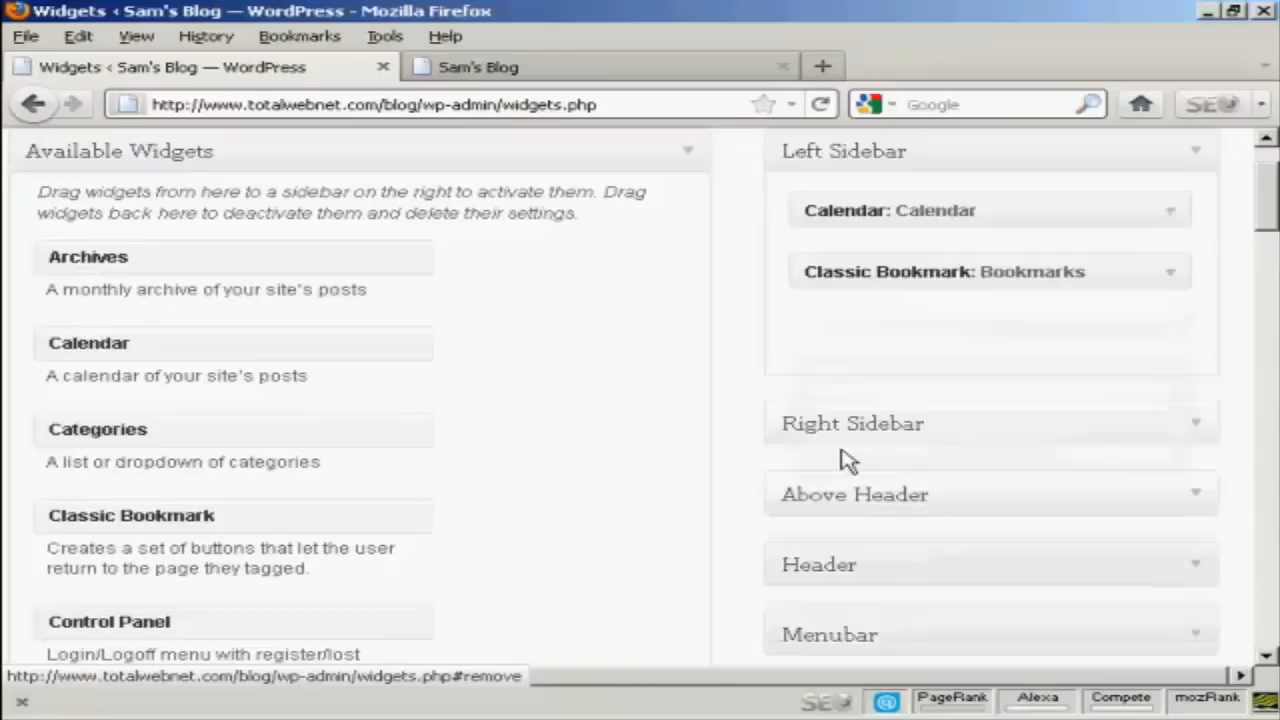 Widgets ‹ Sam's Blog — WordPress - Mozilla Firefox
File Edit View History Bookmarks Tools Help
Widgets ‹ Sam's Blog — WordPress
Sam's Blog
http://www.totalwebnet.com/blog/wp-admin/widgets.php
Google
SEO
Available Widgets
Drag widgets from here to a sidebar on the right to activate them. Drag
widgets back here to deactivate them and delete their settings.
Archives
A monthly archive of your site's posts
Calendar
A calendar of your site's posts
Categories
A list or dropdown of categories
Classic Bookmark
Creates a set of buttons that let the user
return to the page they tagged.
Control Panel
Login/Logoff menu with register/lost
Left Sidebar
Calendar: Calendar
Classic Bookmark: Bookmarks
Right Sidebar
Above Header
Header
Menubar
http://www.totalwebnet.com/blog/wp-admin/widgets.php#remove
SEO
PageRank
Alexa
Compete
mozRank